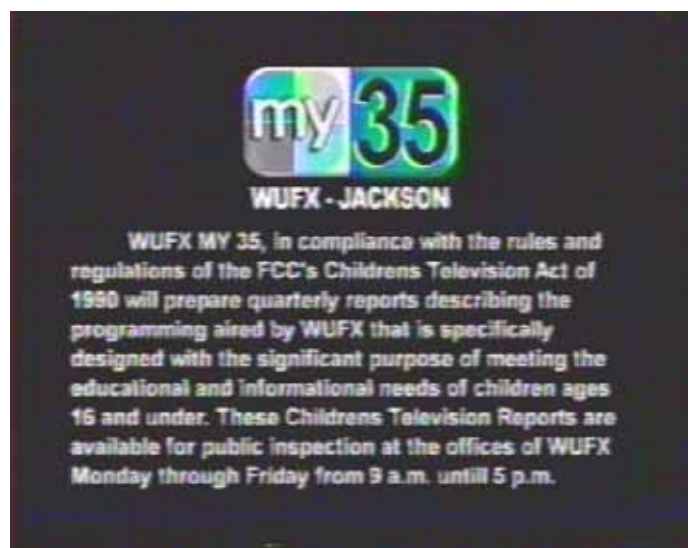 my 35
WUFX - JACKSON
WUFX MY 35, in compliance with the rules and
regulations of the FCC's Childrens Television Act of
1990 will prepare quarterly reports describing the
programming aired by WUFX that is specifically
designed with the significant purpose of meeting the
educational and informational needs of children ages
16 and under. These Childrens Television Reports are
available for public inspection at the offices of WUFX
Monday through Friday from 9 a.m. untill 5 p.m.